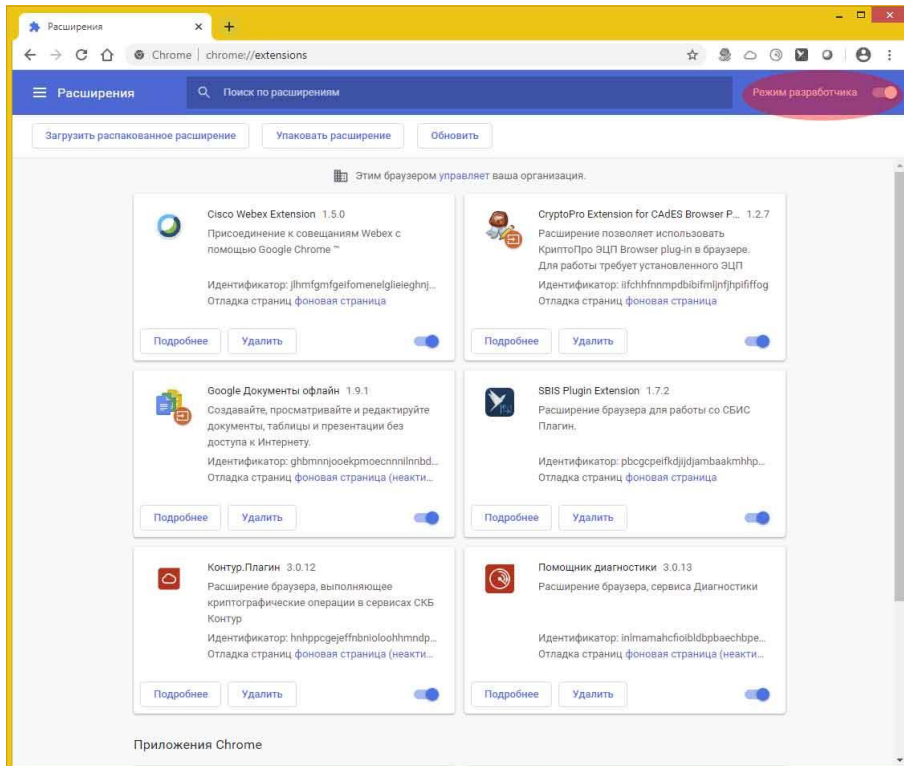 Расширения
Chrome | chrome://extensions
Расширения
Поиск по расширениям
Режим разработчика
Загрузить распакованное расширение
Упаковать расширение
Обновить
Этим браузером управляет ваша организация.
Cisco Webex Extension 1.5.0
Присоединение к совещаниям Webex с
помощью Google Chrome ™
Идентификатор: jlhmfgmfgeifomenelglieieghnj...
Отладка страниц фоновая страница
Подробнее
Удалить
CryptoPro Extension for CAdES Browser P... 1.2.7
Расширение позволяет использовать
КриптоПро ЭЦП Browser plug-in в браузере.
Для работы требует установленного ЭЦП
Идентификатор: iifchhfnnmpdbibifmljnfjhpififfog
Отладка страниц фоновая страница
Подробнее
Удалить
Google Документы офлайн 1.9.1
Создавайте, просматривайте и редактируйте
документы, таблицы и презентации без
доступа к Интернету.
Идентификатор: ghbmnnjooekpmoecnnnilnnbd...
Отладка страниц фоновая страница (неакти...
Подробнее
Удалить
SBIS Plugin Extension 1.7.2
Расширение браузера для работы со СБИС
Плагин.
Идентификатор: pbcgcpeifkdjijdjambaakmhhp...
Отладка страниц фоновая страница
Подробнее
Удалить
Контур.Плагин 3.0.12
Расширение браузера, выполняющее
криптографические операции в сервисах СКБ
Контур
Идентификатор: hnhppcgejeffnbnioloohhmndp...
Отладка страниц фоновая страница (неакти...
Подробнее
Удалить
Помощник диагностики 3.0.13
Расширение браузера, сервиса Диагностики
Идентификатор: inlmamahcfioibldbpbaechbpe...
Отладка страниц фоновая страница (неакти...
Подробнее
Удалить
Приложения Chrome